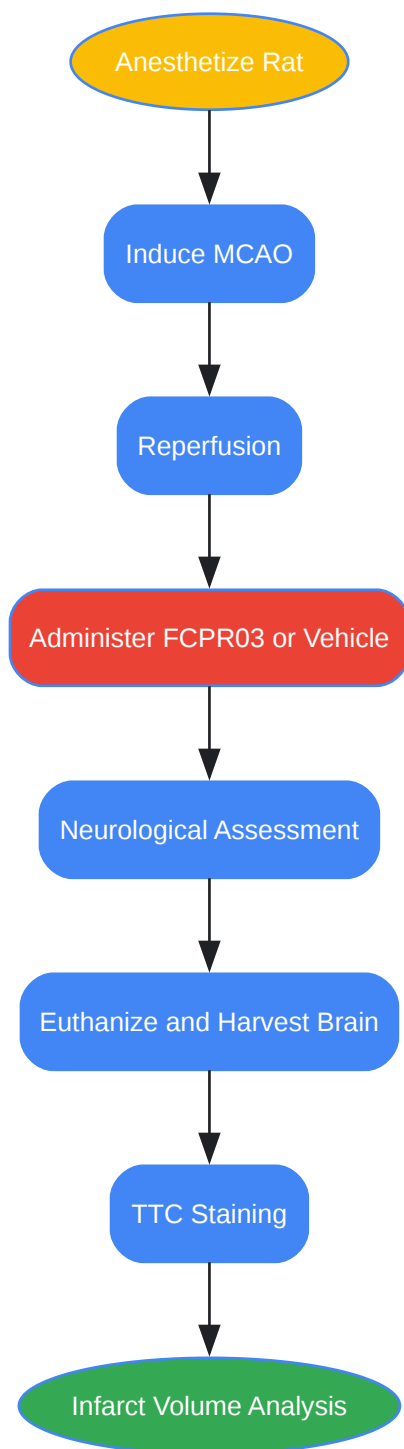 Anesthetize Rat
Induce MCAO
Reperfusion
Administer FCPR03 or Vehicle
Neurological Assessment
Euthanize and Harvest Brain
TTC Staining
Infarct Volume Analysis